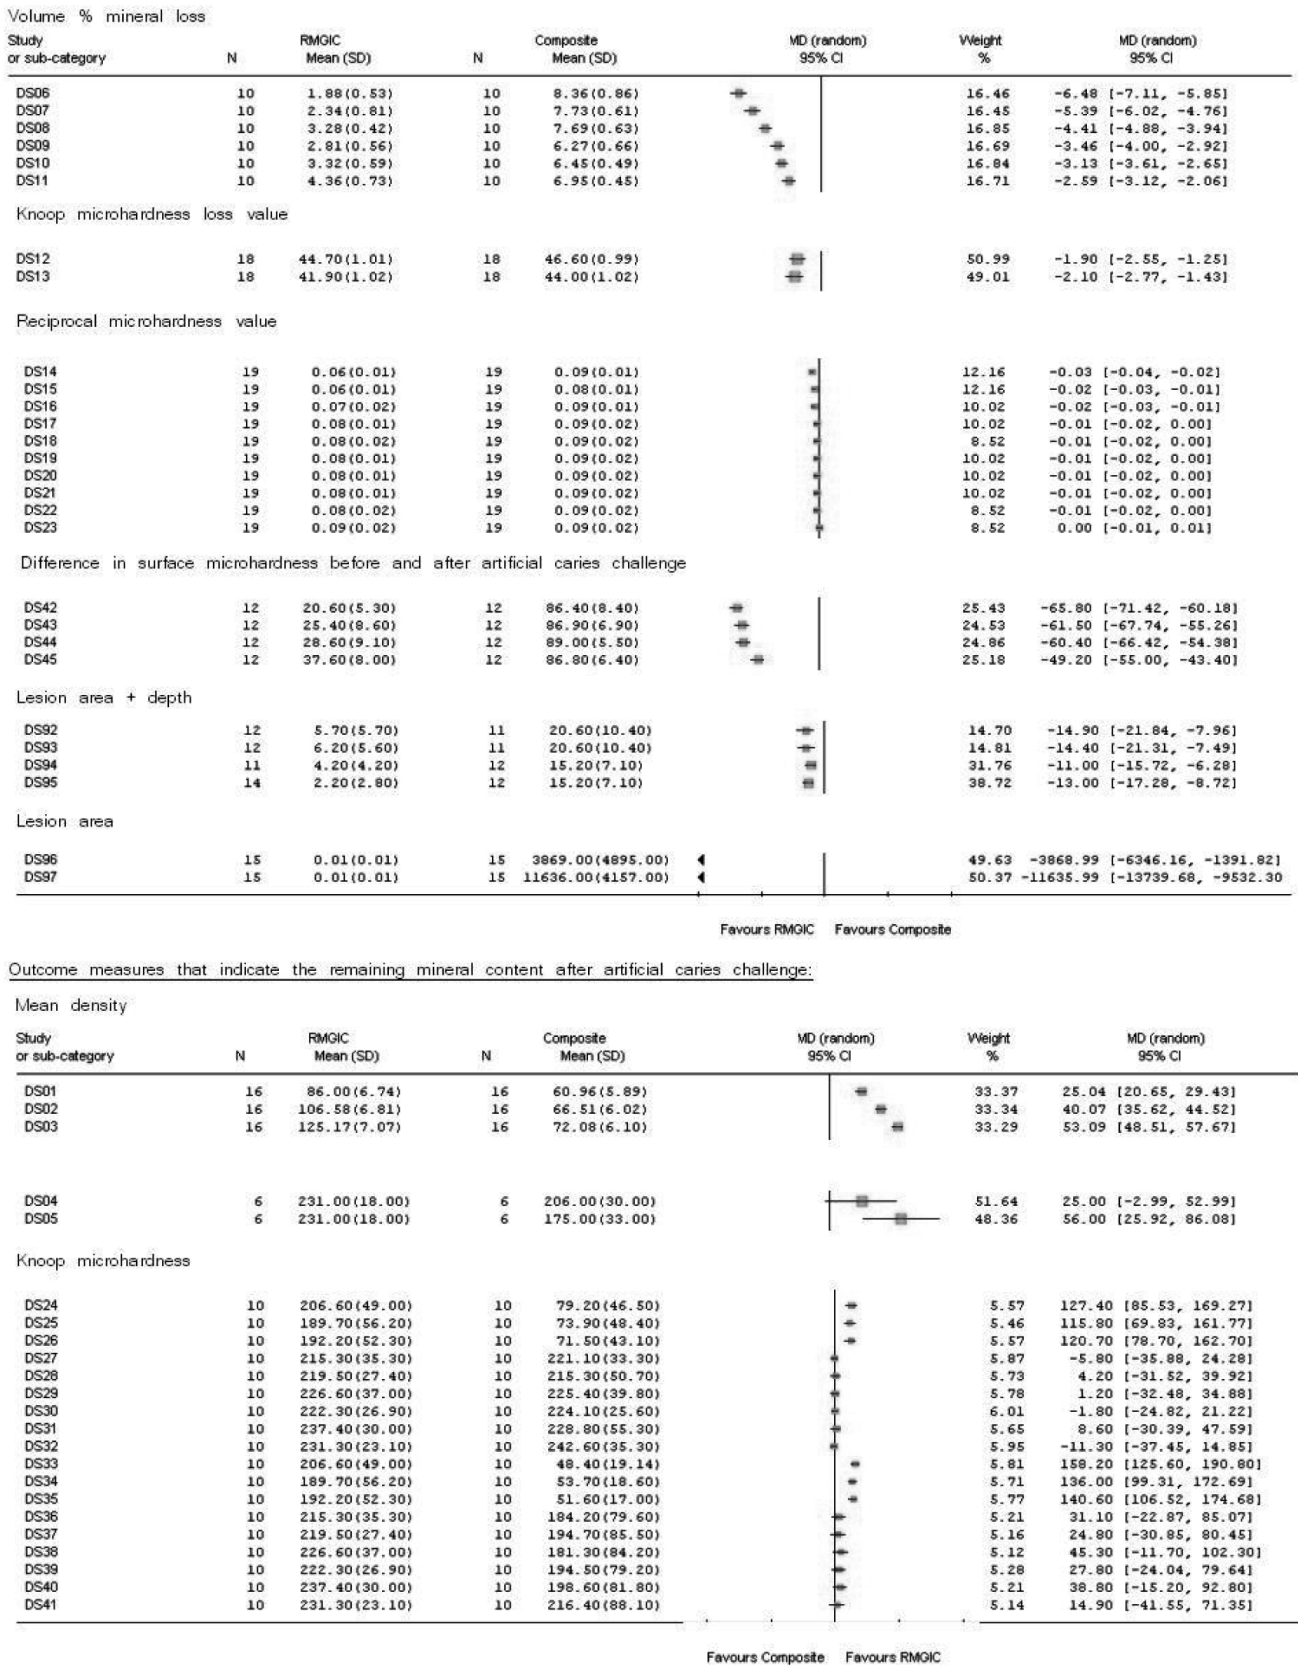 Volume % mineral loss
Study RMGIC Composite MD (random) Weight MD (random)
or sub-category N Mean (SD) N Mean (SD) 95% CI % 95% CI
DS06 10 1.88(0.53) 10 8.36(0.86) 16.46 -6.48 [-7.11, -5.85]
DS07 10 2.34(0.81) 10 7.73(0.61) 16.45 -5.39 [-6.02, -4.76]
DS08 10 3.28(0.42) 10 7.69(0.63) 16.85 -4.41 [-4.88, -3.94]
DS09 10 2.81(0.56) 10 6.27(0.66) 16.69 -3.46 [-4.00, -2.92]
DS10 10 3.32(0.59) 10 6.45(0.49) 16.84 -3.13 [-3.61, -2.65]
DS11 10 4.36(0.73) 10 6.95(0.45) 16.71 -2.59 [-3.12, -2.06]
Knoop microhardness loss value
DS12 18 44.70(1.01) 18 46.60(0.99) 50.99 -1.90 [-2.55, -1.25]
DS13 18 41.90(1.02) 18 44.00(1.02) 49.01 -2.10 [-2.77, -1.43]
Reciprocal microhardness value
DS14 19 0.06(0.01) 19 0.09(0.01) 12.16 -0.03 [-0.04, -0.02]
DS15 19 0.06(0.01) 19 0.08(0.01) 12.16 -0.02 [-0.03, -0.01]
DS16 19 0.07(0.02) 19 0.09(0.01) 10.02 -0.02 [-0.03, -0.01]
DS17 19 0.08(0.01) 19 0.09(0.02) 10.02 -0.01 [-0.02, 0.00]
DS18 19 0.08(0.02) 19 0.09(0.02) 8.52 -0.01 [-0.02, 0.00]
DS19 19 0.08(0.01) 19 0.09(0.02) 10.02 -0.01 [-0.02, 0.00]
DS20 19 0.08(0.01) 19 0.09(0.02) 10.02 -0.01 [-0.02, 0.00]
DS21 19 0.08(0.01) 19 0.09(0.02) 10.02 -0.01 [-0.02, 0.00]
DS22 19 0.08(0.02) 19 0.09(0.02) 8.52 -0.01 [-0.02, 0.00]
DS23 19 0.09(0.02) 19 0.09(0.02) 8.52 0.00 [-0.01, 0.01]
Difference in surface microhardness before and after artificial caries challenge
DS42 12 20.60(5.30) 12 86.40(8.40) 25.43 -65.80 [-71.42, -60.18]
DS43 12 25.40(8.60) 12 86.90(6.90) 24.53 -61.50 [-67.74, -55.26]
DS44 12 28.60(9.10) 12 89.00(5.50) 24.86 -60.40 [-66.42, -54.38]
DS45 12 37.60(8.00) 12 86.80(6.40) 25.18 -49.20 [-55.00, -43.40]
Lesion area + depth
DS92 12 5.70(5.70) 11 20.60(10.40) 14.70 -14.90 [-21.84, -7.96]
DS93 12 6.20(5.60) 11 20.60(10.40) 14.81 -14.40 [-21.31, -7.49]
DS94 11 4.20(4.20) 12 15.20(7.10) 31.76 -11.00 [-15.72, -6.28]
DS95 14 2.20(2.80) 12 15.20(7.10) 38.72 -13.00 [-17.28, -8.72]
Lesion area
DS96 15 0.01(0.01) 15 3869.00(4895.00) 49.63 -3868.99 [-6346.16, -1391.82]
DS97 15 0.01(0.01) 15 11636.00(4157.00) 50.37 -11635.99 [-13739.68, -9532.30
Favours RMGIC Favours Composite
Outcome measures that indicate the remaining mineral content after artificial caries challenge:
Mean density
Study RMGIC Composite MD (random) Weight MD (random)
or sub-category N Mean (SD) N Mean (SD) 95% CI % 95% CI
DS01 16 86.00(6.74) 16 60.96(5.89) 33.37 25.04 [20.65, 29.43]
DS02 16 106.58(6.81) 16 66.51(6.02) 33.34 40.07 [35.62, 44.52]
DS03 16 125.17(7.07) 16 72.08(6.10) 33.29 53.09 [48.51, 57.67]
DS04 6 231.00(18.00) 6 206.00(30.00) 51.64 25.00 [-2.99, 52.99]
DS05 6 231.00(18.00) 6 175.00(33.00) 48.36 56.00 [25.92, 86.08]
Knoop microhardness
DS24 10 206.60(49.00) 10 79.20(46.50) 5.57 127.40 [85.53, 169.27]
DS25 10 189.70(56.20) 10 73.90(48.40) 5.46 115.80 [69.83, 161.77]
DS26 10 192.20(52.30) 10 71.50(43.10) 5.57 120.70 [78.70, 162.70]
DS27 10 215.30(35.30) 10 221.10(33.30) 5.87 -5.80 [-35.88, 24.28]
DS28 10 219.50(27.40) 10 215.30(50.70) 5.73 4.20 [-31.52, 39.92]
DS29 10 226.60(37.00) 10 225.40(39.80) 5.78 1.20 [-32.48, 34.88]
DS30 10 222.30(26.90) 10 224.10(25.60) 6.01 -1.80 [-24.82, 21.22]
DS31 10 237.40(30.00) 10 228.80(55.30) 5.65 8.60 [-30.39, 47.59]
DS32 10 231.30(23.10) 10 242.60(35.30) 5.95 -11.30 [-37.45, 14.85]
DS33 10 206.60(49.00) 10 48.40(19.14) 5.81 158.20 [125.60, 190.80]
DS34 10 189.70(56.20) 10 53.70(18.60) 5.71 136.00 [99.31, 172.69]
DS35 10 192.20(52.30) 10 51.60(17.00) 5.77 140.60 [106.52, 174.68]
DS36 10 215.30(35.30) 10 184.20(79.60) 5.21 31.10 [-22.87, 85.07]
DS37 10 219.50(27.40) 10 194.70(85.50) 5.16 24.80 [-30.85, 80.45]
DS38 10 226.60(37.00) 10 181.30(84.20) 5.12 45.30 [-11.70, 102.30]
DS39 10 222.30(26.90) 10 194.50(79.20) 5.28 27.80 [-24.04, 79.64]
DS40 10 237.40(30.00) 10 198.60(81.80) 5.21 38.80 [-15.20, 92.80]
DS41 10 231.30(23.10) 10 216.40(88.10) 5.14 14.90 [-41.55, 71.35]
Favours Composite Favours RMGIC